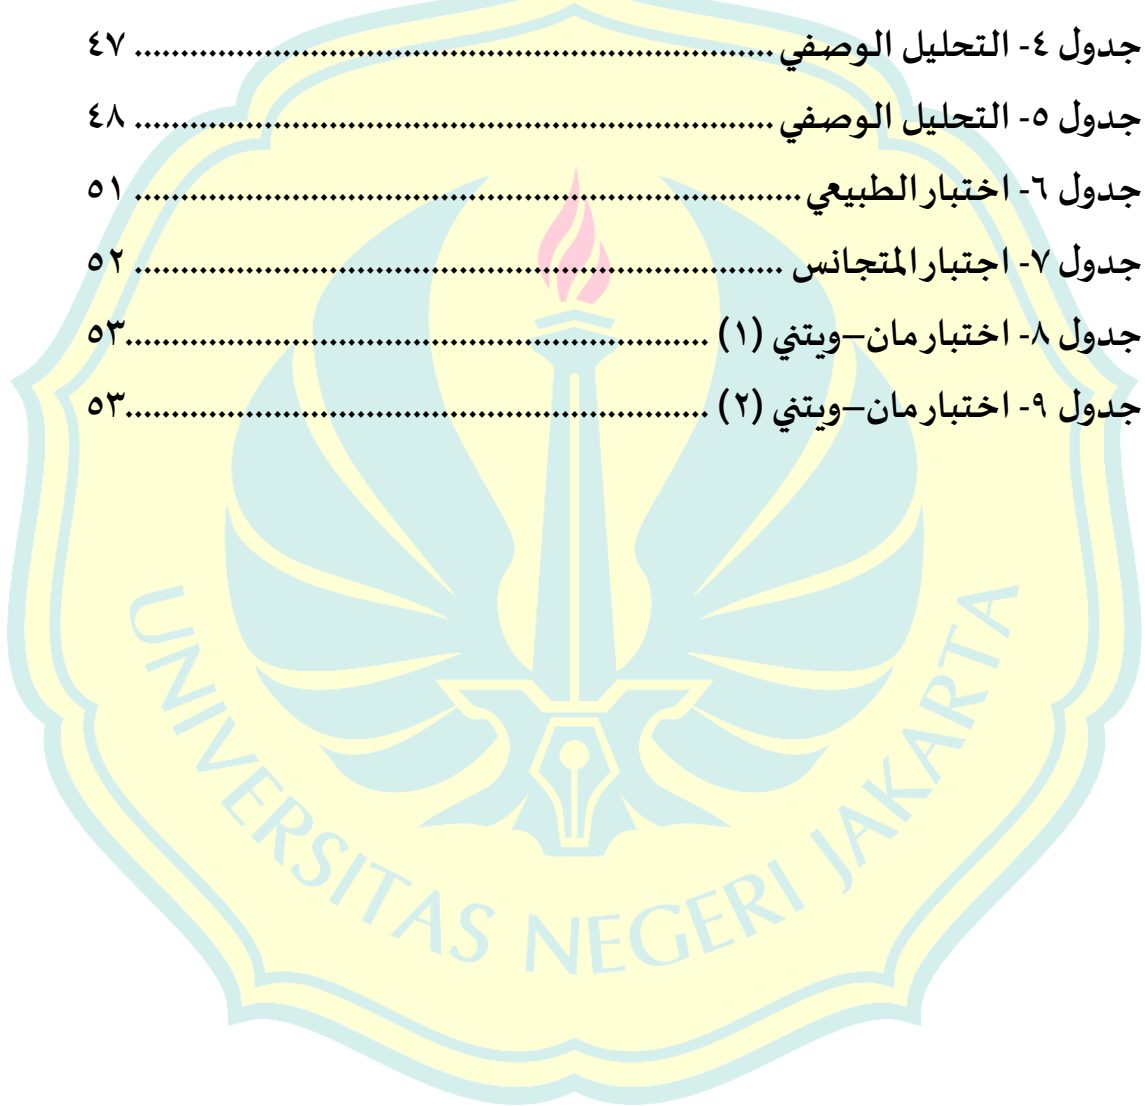 جدول ٤- التحليل الوصفي ..................................................................... ٤٧
جدول ٥- التحليل الوصفي ..................................................................... ٤٨
جدول ٦- اختبار الطبيعي ........................................................................ ٥١
جدول ٧- اجتبار المتجانس ...................................................................... ٥٢
جدول ٨- اختبار مان–ويتني (١) ............................................................... ٥٣
جدول ٩- اختبار مان–ويتني (٢) ............................................................... ٥٣
UNIVERSITAS NEGERI JAKARTA